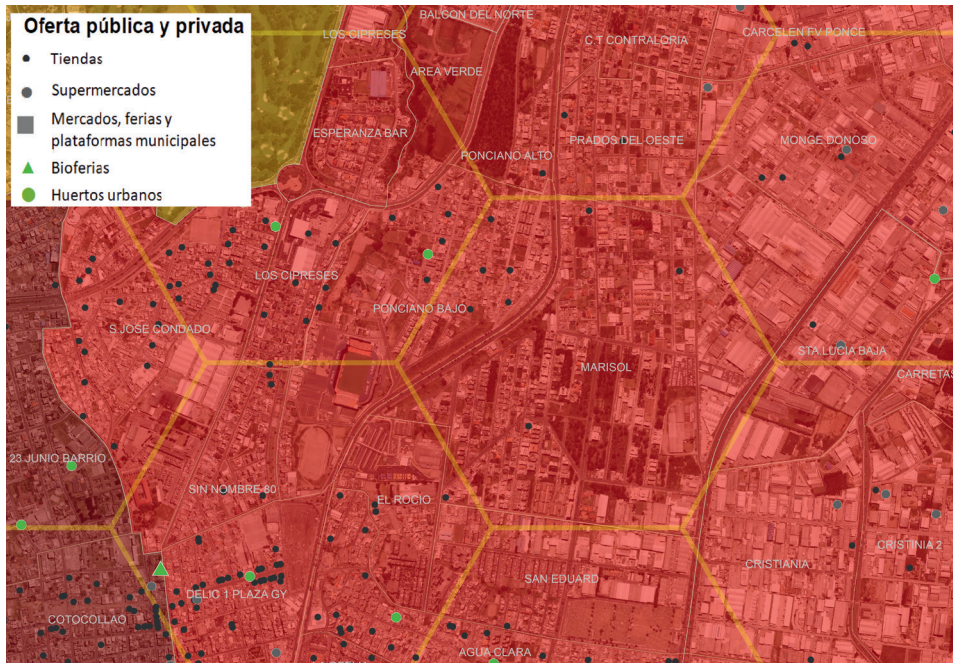 Oferta pública y privada
Tiendas
Supermercados
Mercados, ferias y
plataformas municipales
Bioferias
Huertos urbanos
BALCON DEL NORTE
LOS CIPRESES
C.T CONTRALORIA
CARCELEN FV PONCE
AREA VERDE
ESPERANZA BAR
PRADOS DEL OESTE
MONGE DONOSO
PONCIANO ALTO
LOS CIPRESES
PONCIANO BAJO
S.JOSE CONDADO
STA.LUCIA BAJA
MARISOL
CARRETAS
23 JUNIO BARRIO
SIN NOMBRE 80
EL ROCIO
CRISTINIA 2
CRISTIANIA
SAN EDUARD
DELIC 1 PLAZA GY
COTOCOLLAO
AGUA CLARA